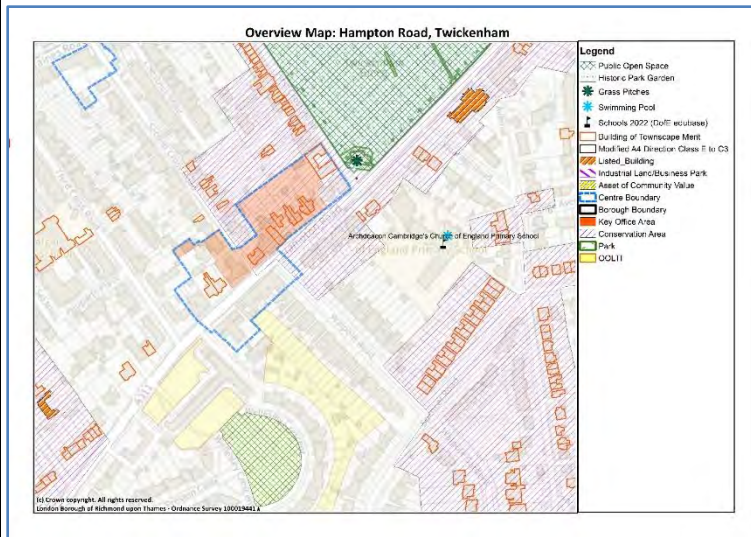 Overview Map: Hampton Road, Twickenham
Archdeacon Cambridge's Church of England Primary School
(c) Crown copyright. All rights reserved.
London Borough of Richmond upon Thames - Ordnance Survey 100019441
Legend
Public Open Space
Historic Park Garden
Grass Pitches
Swimming Pool
Schools 2022 (DofE edubase)
Building of Townscape Merit
Modified A4 Direction Class E to C3
Listed_Building
Industrial Land/Business Park
Asset of Community Value
Centre Boundary
Borough Boundary
Key Office Area
Conservation Area
Park
OOLTI